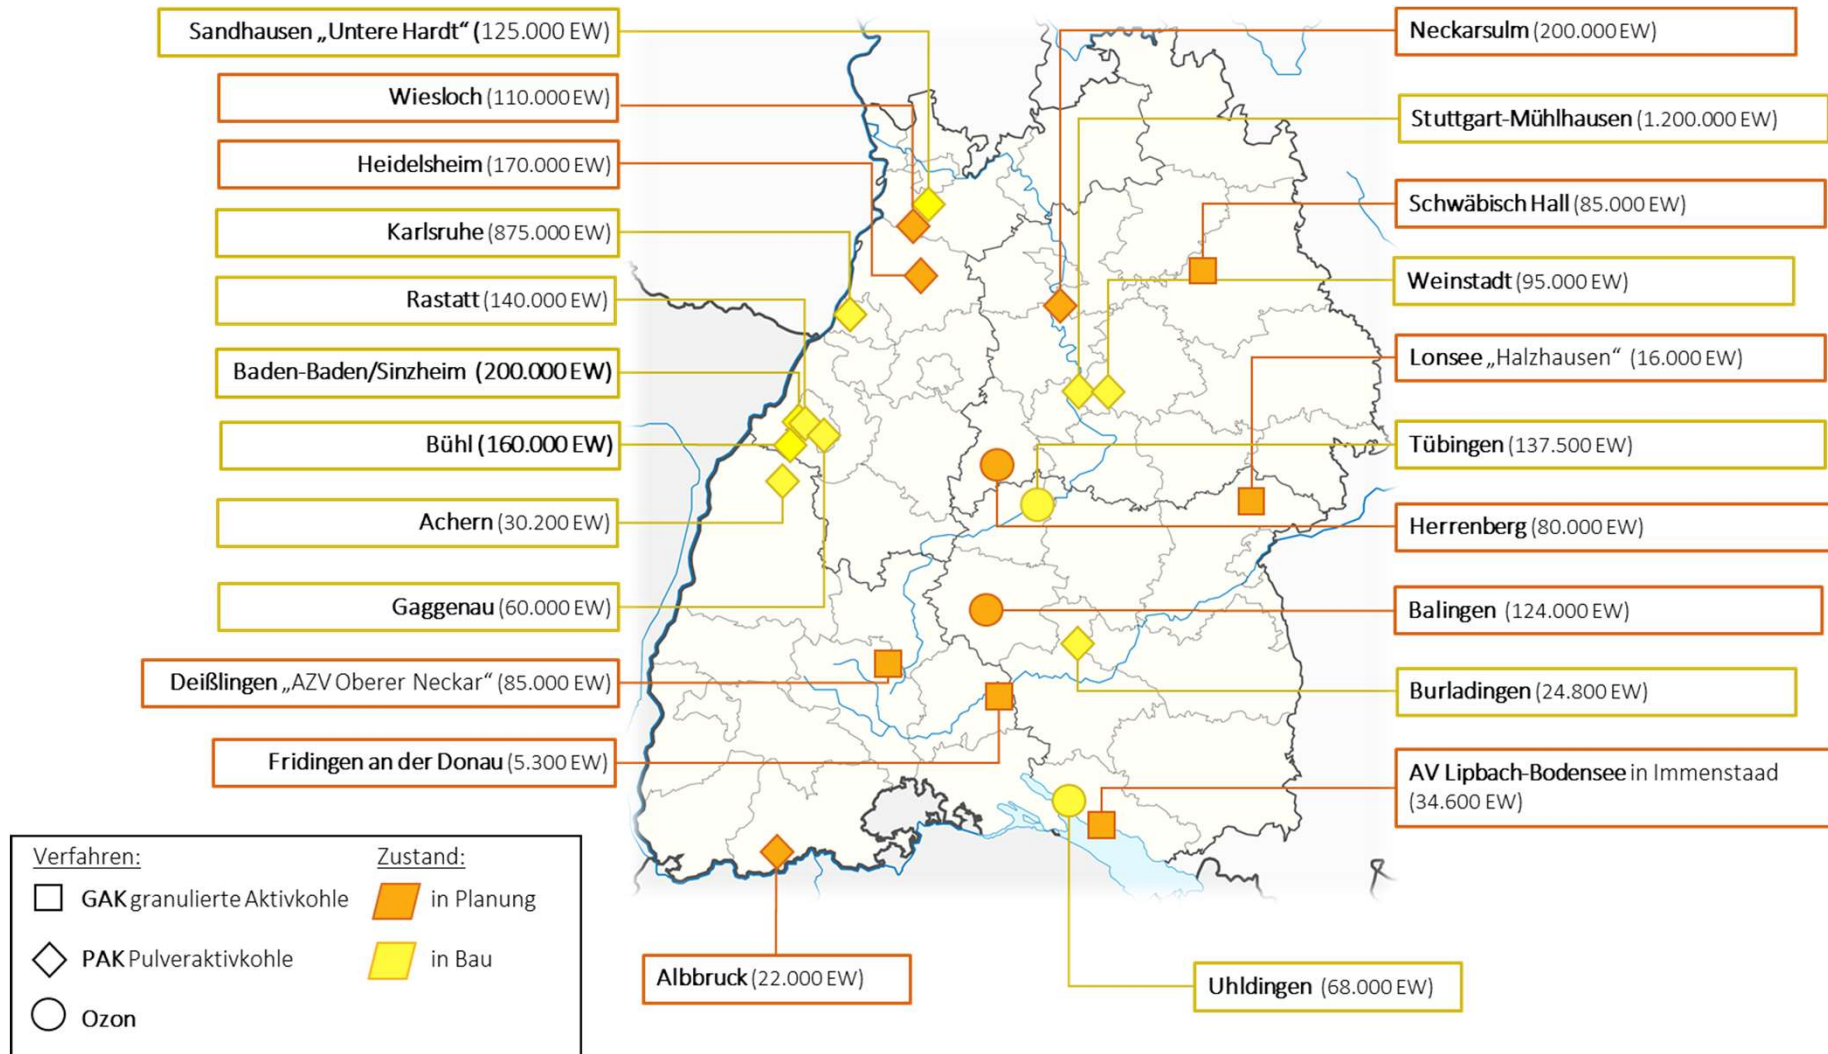 Sandhausen „Untere Hardt“ (125.000 EW)
Wiesloch (110.000 EW)
Heidelsheim (170.000 EW)
Karlsruhe (875.000 EW)
Rastatt (140.000 EW)
Baden-Baden/Sinzheim (200.000 EW)
Bühl (160.000 EW)
Achern (30.200 EW)
Gaggenau (60.000 EW)
Deißlingen „AZV Oberer Neckar“ (85.000 EW)
Fridingen an der Donau (5.300 EW)
Neckarsulm (200.000 EW)
Stuttgart-Mühlhausen (1.200.000 EW)
Schwäbisch Hall (85.000 EW)
Weinstadt (95.000 EW)
Lonsee „Halzhausen“ (16.000 EW)
Tübingen (137.500 EW)
Herrenberg (80.000 EW)
Balingen (124.000 EW)
Burladingen (24.800 EW)
AV Lipbach-Bodensee in Immenstaad
(34.600 EW)
Albbruck (22.000 EW)
Uhldingen (68.000 EW)
Verfahren:
GAK granulierte Aktivkohle
PAK Pulveraktivkohle
Ozon
Zustand:
in Planung
in Bau